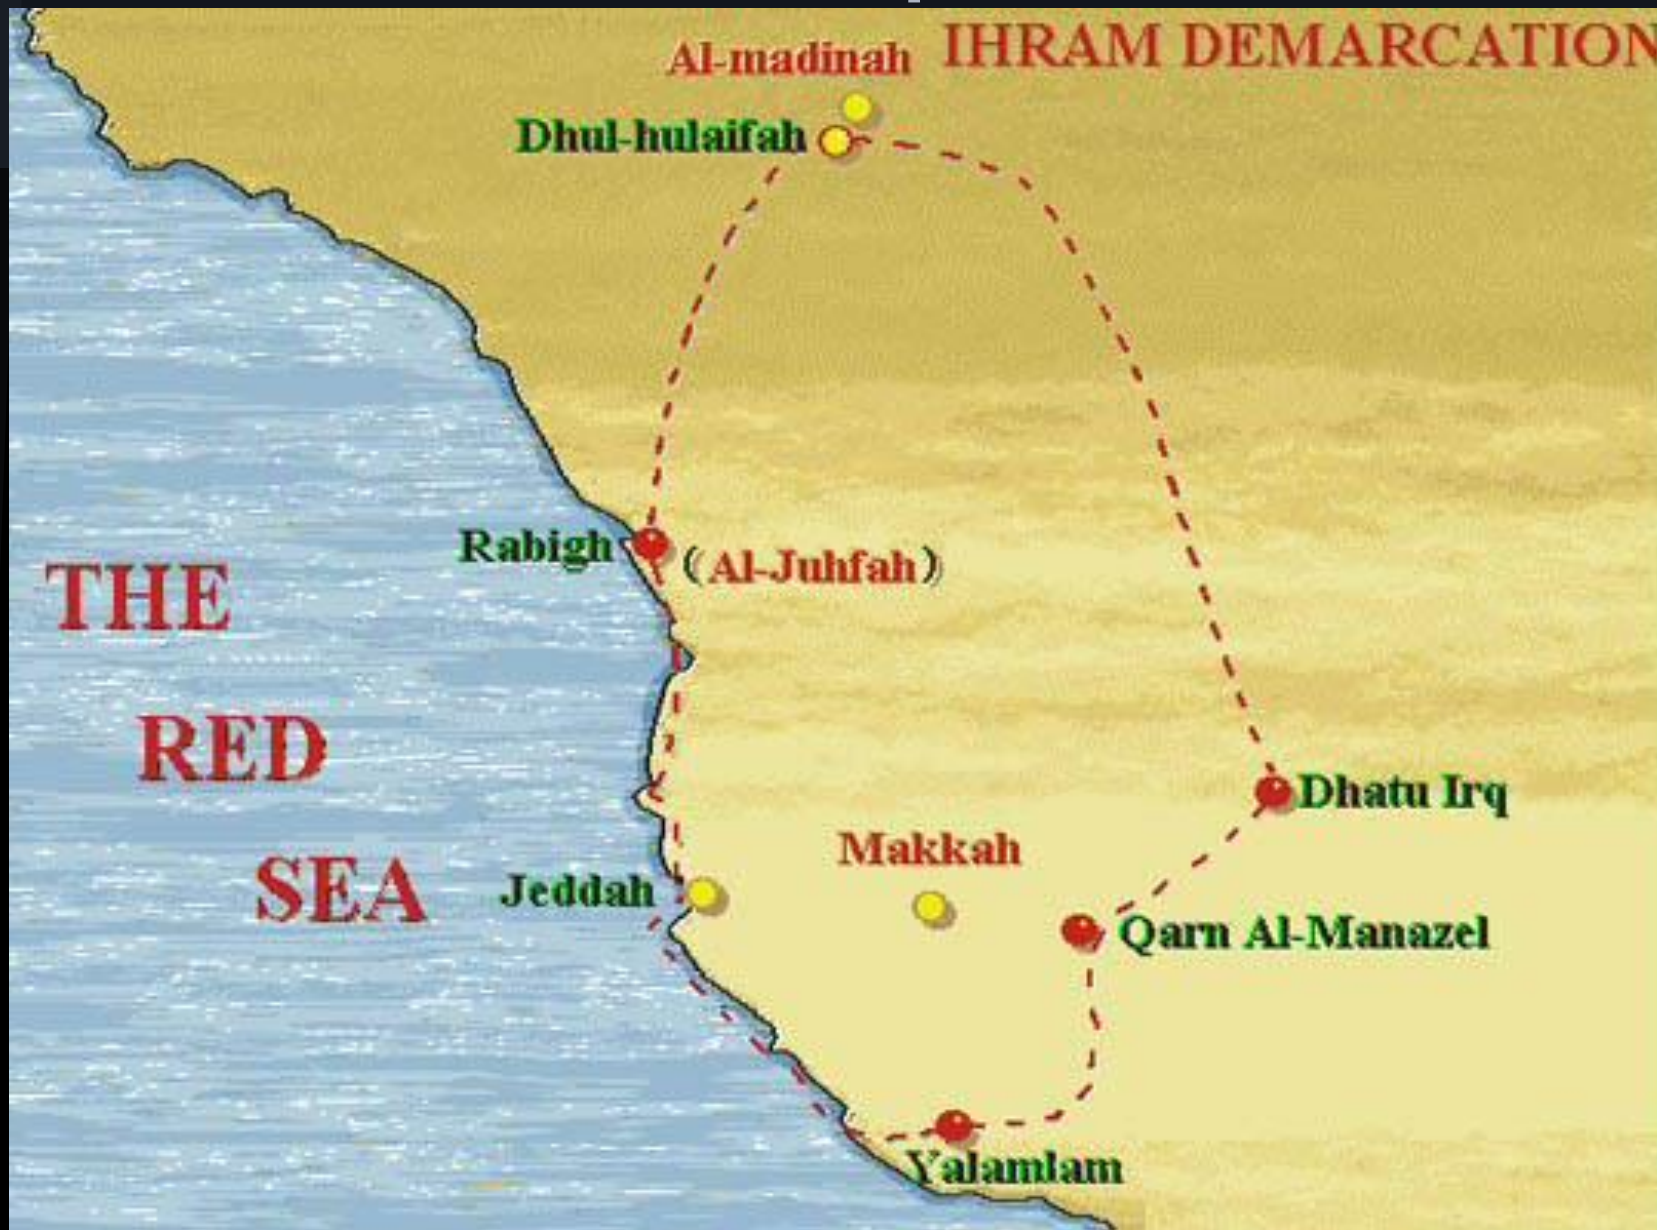 IHRAM DEMARCATION
Al-madinah
Dhul-hulaifah
Rabigh
(Al-Juhfah)
THE
RED
SEA
Dhatu Irq
Makkah
Jeddah
Qarn Al-Manazel
Yalamlam